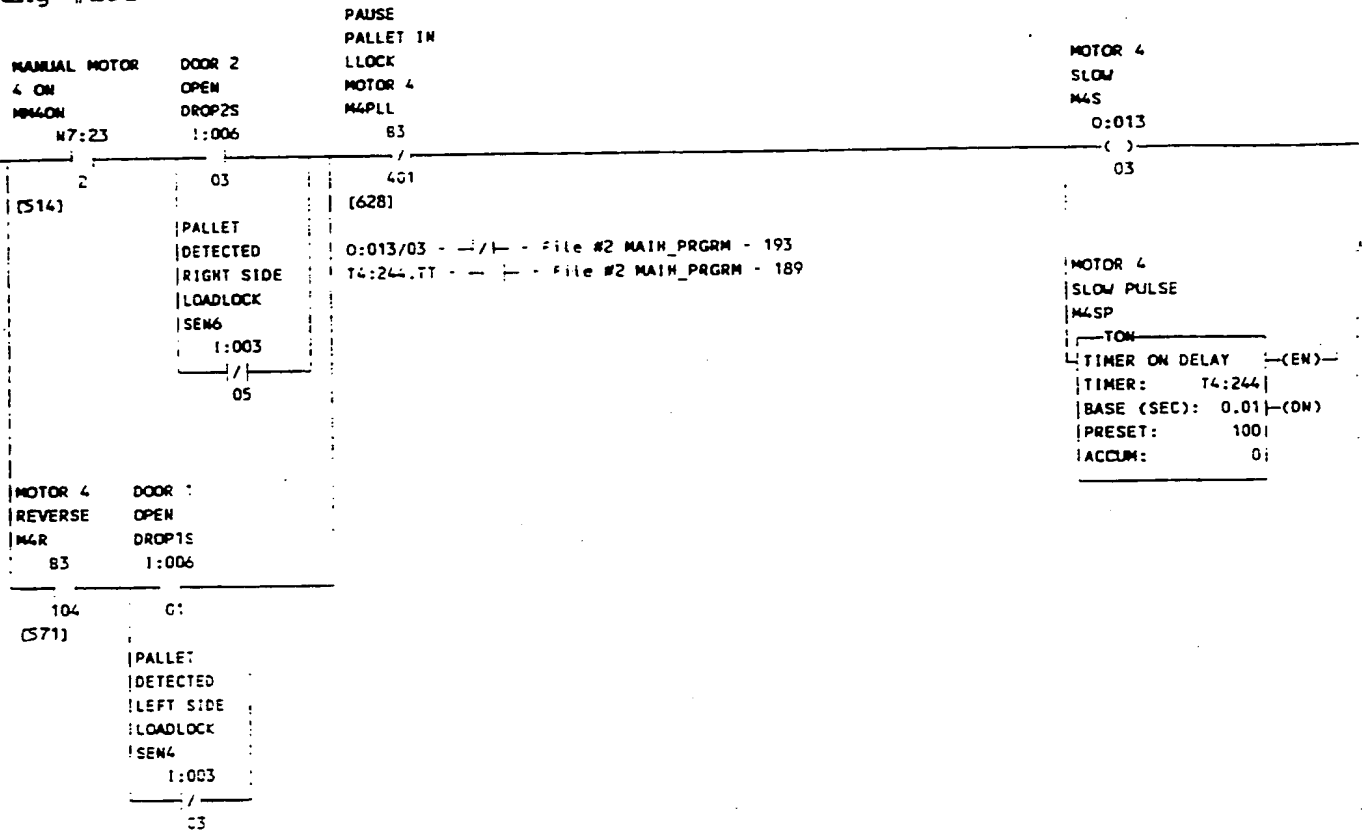 PAUSE
PALLET IN
MANUAL MOTOR DOOR 2 LLOCK MOTOR 4
4 ON OPEN MOTOR 4 SLOW
MM4ON DROP2S M4PLL M4S
N7:23 I:006 B3 O:013
2 03 401 03
[514] [628]
PALLET
DETECTED O:013/03 - -/- - File #2 MAIN_PRGRM - 193
RIGHT SIDE T4:244.TT - - - - File #2 MAIN_PRGRM - 189
LOADLOCK
SEN6
I:003
/
05
MOTOR 4
SLOW PULSE
M4SP
TON
TIMER ON DELAY (EN)
TIMER: T4:244
BASE (SEC): 0.01 (DN)
PRESET: 100
ACCUM: 0
MOTOR 4 DOOR 1
REVERSE OPEN
M4R DROP1S
B3 I:006
104 01
[571]
PALLET
DETECTED
LEFT SIDE
LOADLOCK
SEN4
I:003
/
03